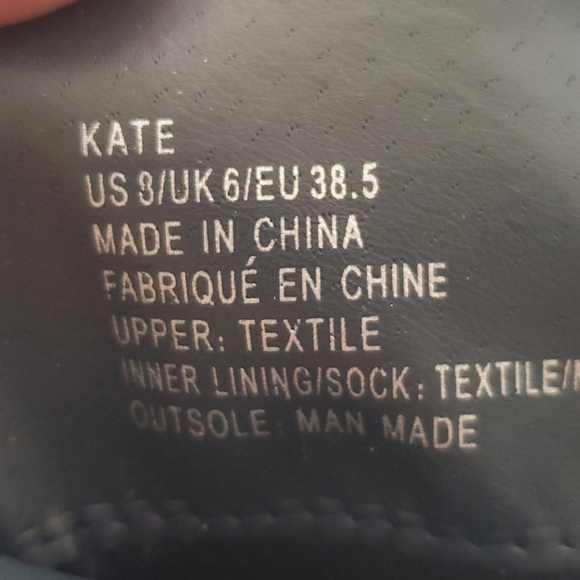 KATE
US 8/UK 6/EU 38.5
MADE IN CHINA
FABRIQUÉ EN CHINE
UPPER: TEXTILE
INNER LINING/SOCK: TEXTILE/
OUTSOLE: MAN MADE